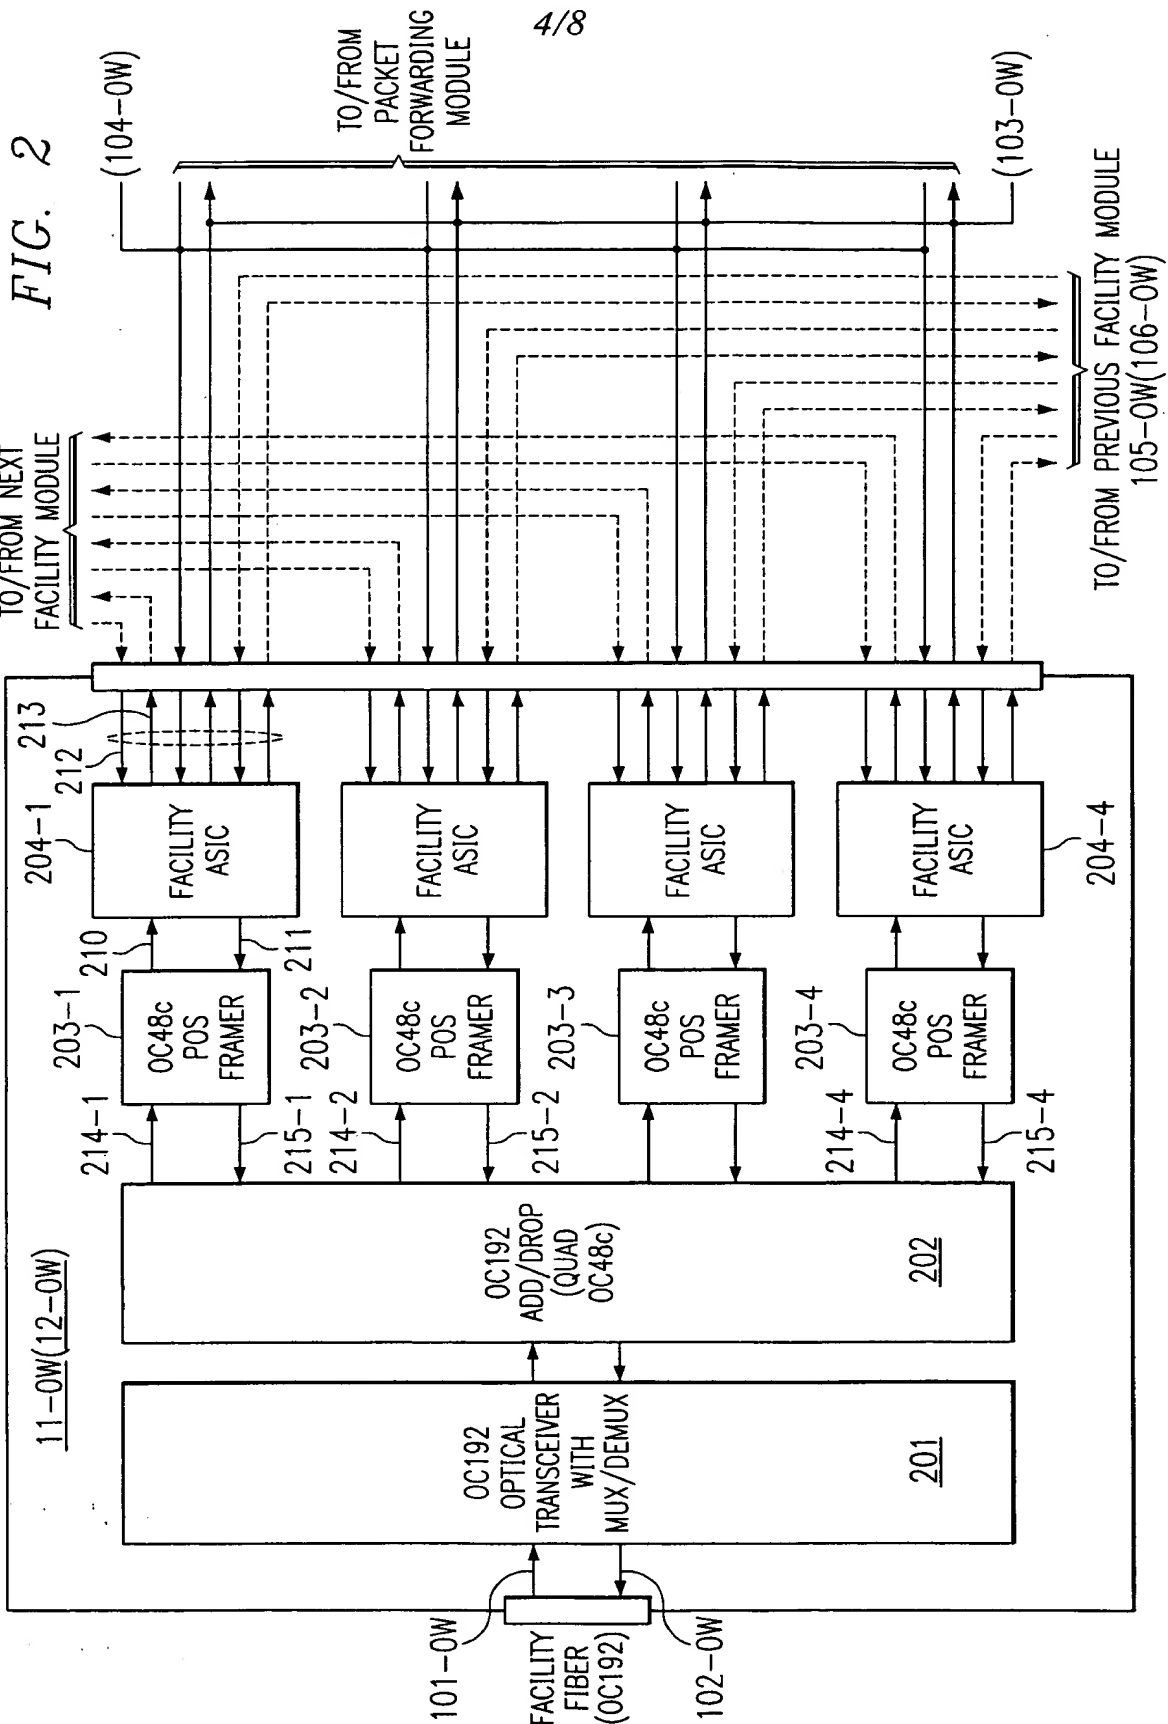 4/8
FIG. 2
(104-0W)
TO/FROM
PACKET
FORWARDING
MODULE
(103-0W)
TO/FROM NEXT
FACILITY MODULE
TO/FROM PREVIOUS FACILITY MODULE
105-0W(106-0W)
11-0W(12-0W)
204-1
212
213
FACILITY
ASIC
FACILITY
ASIC
FACILITY
ASIC
FACILITY
ASIC
204-4
210
211
203-1
OC48c
POS
FRAMER
203-2
OC48c
POS
FRAMER
203-3
OC48c
POS
FRAMER
203-4
OC48c
POS
FRAMER
214-1
215-1
214-2
215-2
214-4
215-4
OC192
ADD/DROP
(QUAD
OC48c)
202
OC192
OPTICAL
TRANSCEIVER
WITH
MUX/DEMUX
201
101-0W
FACILITY
FIBER
(OC192)
102-0W